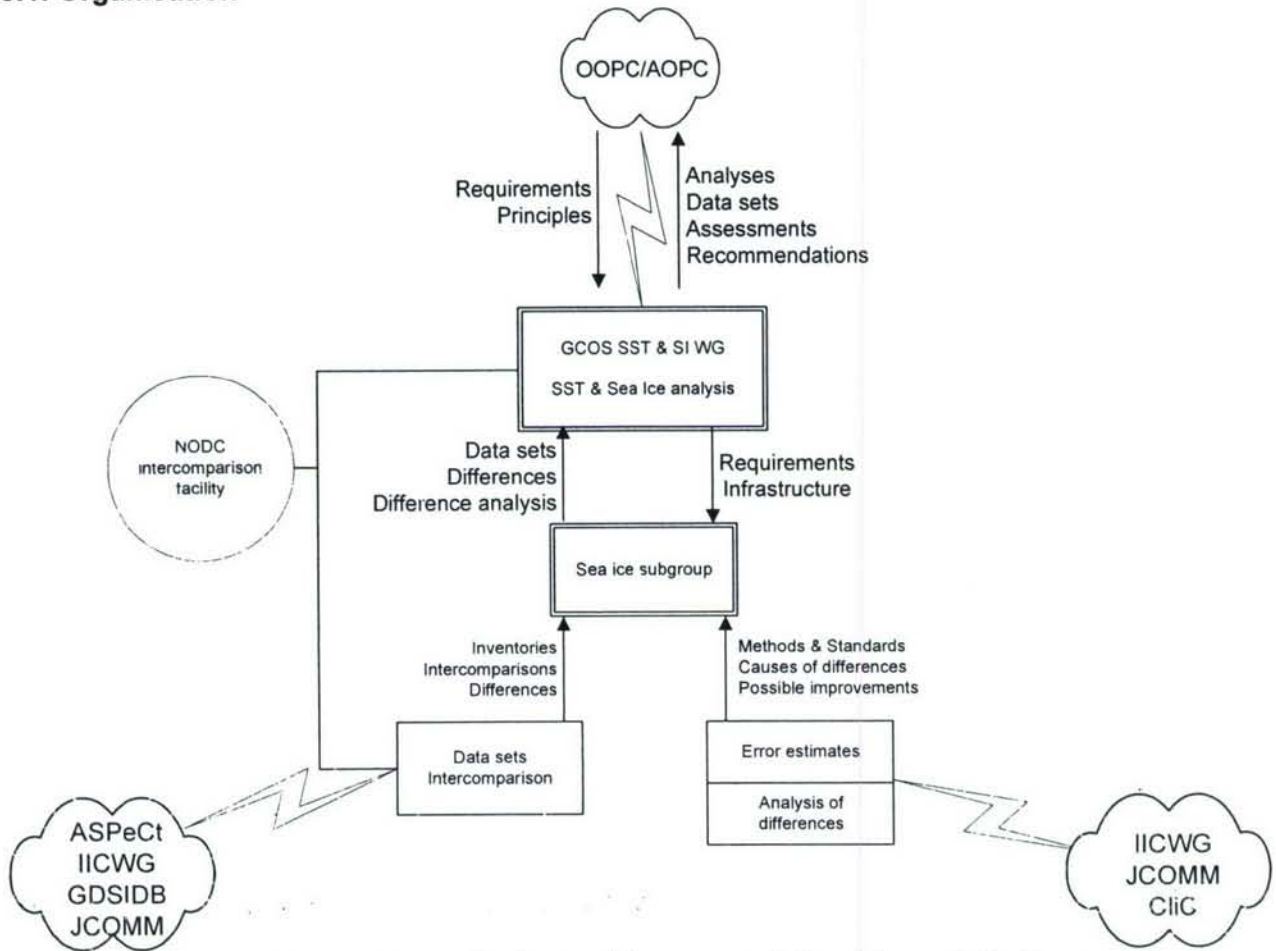 OOPC/AOPC
Requirements
Principles
Analyses
Data sets
Assessments
Recommendations
GCOS SST & SI WG
SST & Sea Ice analysis
NODC
intercomparison
facility
Data sets
Differences
Difference analysis
Requirements
Infrastructure
Sea ice subgroup
Inventories
Intercomparisons
Differences
Methods & Standards
Causes of differences
Possible improvements
Data sets
Intercomparison
Error estimates
Analysis of
differences
ASPeCt
IICWG
GDSIDB
JCOMM
IICWG
JCOMM
CliC